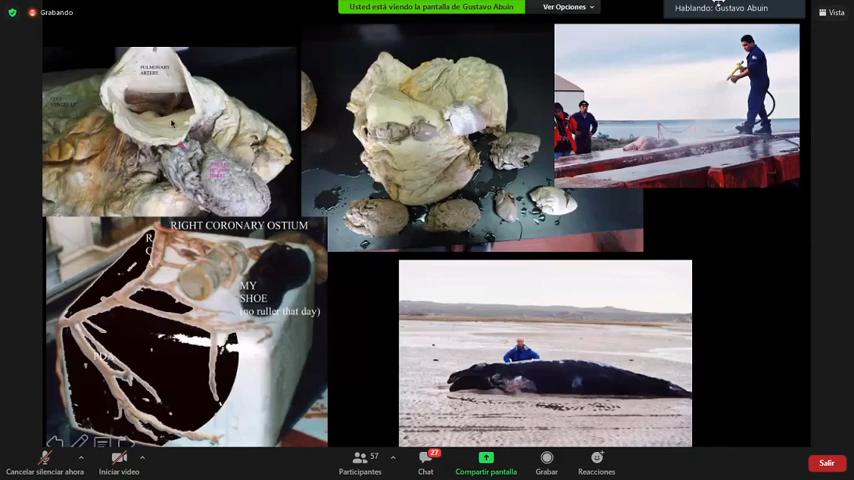 Grabando
Usted está viendo la pantalla de Gustavo Abuin
Ver Opciones
Hablando: Gustavo Abuin
Vista
PULMONARY
ARTERY
RIGHT CORONARY OSTIUM
R
C
A
MY
SHOE
(no ruller that day)
PDA
Cancelar silenciar ahora
Iniciar video
57
Participantes
27
Chat
Compartir pantalla
Grabar
Reacciones
Salir